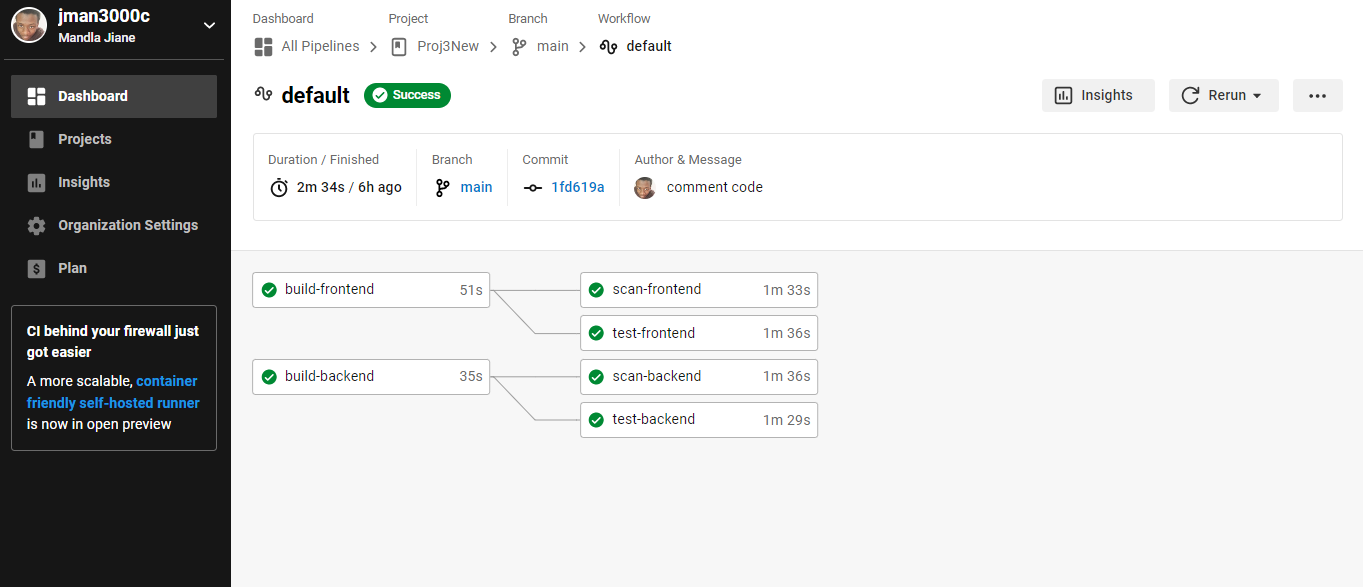 jman3000c
Mandla Jiane
Dashboard
Projects
Insights
Organization Settings
$ Plan
CI behind your firewall just
got easier
A more scalable, container
friendly self-hosted runner
is now in open preview
Dashboard Project Branch Workflow
All Pipelines Proj3New main default
default Success Insights Rerun
Duration / Finished Branch Commit Author & Message
2m 34s / 6h ago main 1fd619a comment code
build-frontend 51s scan-frontend 1m 33s
test-frontend 1m 36s
build-backend 35s scan-backend 1m 36s
test-backend 1m 29s